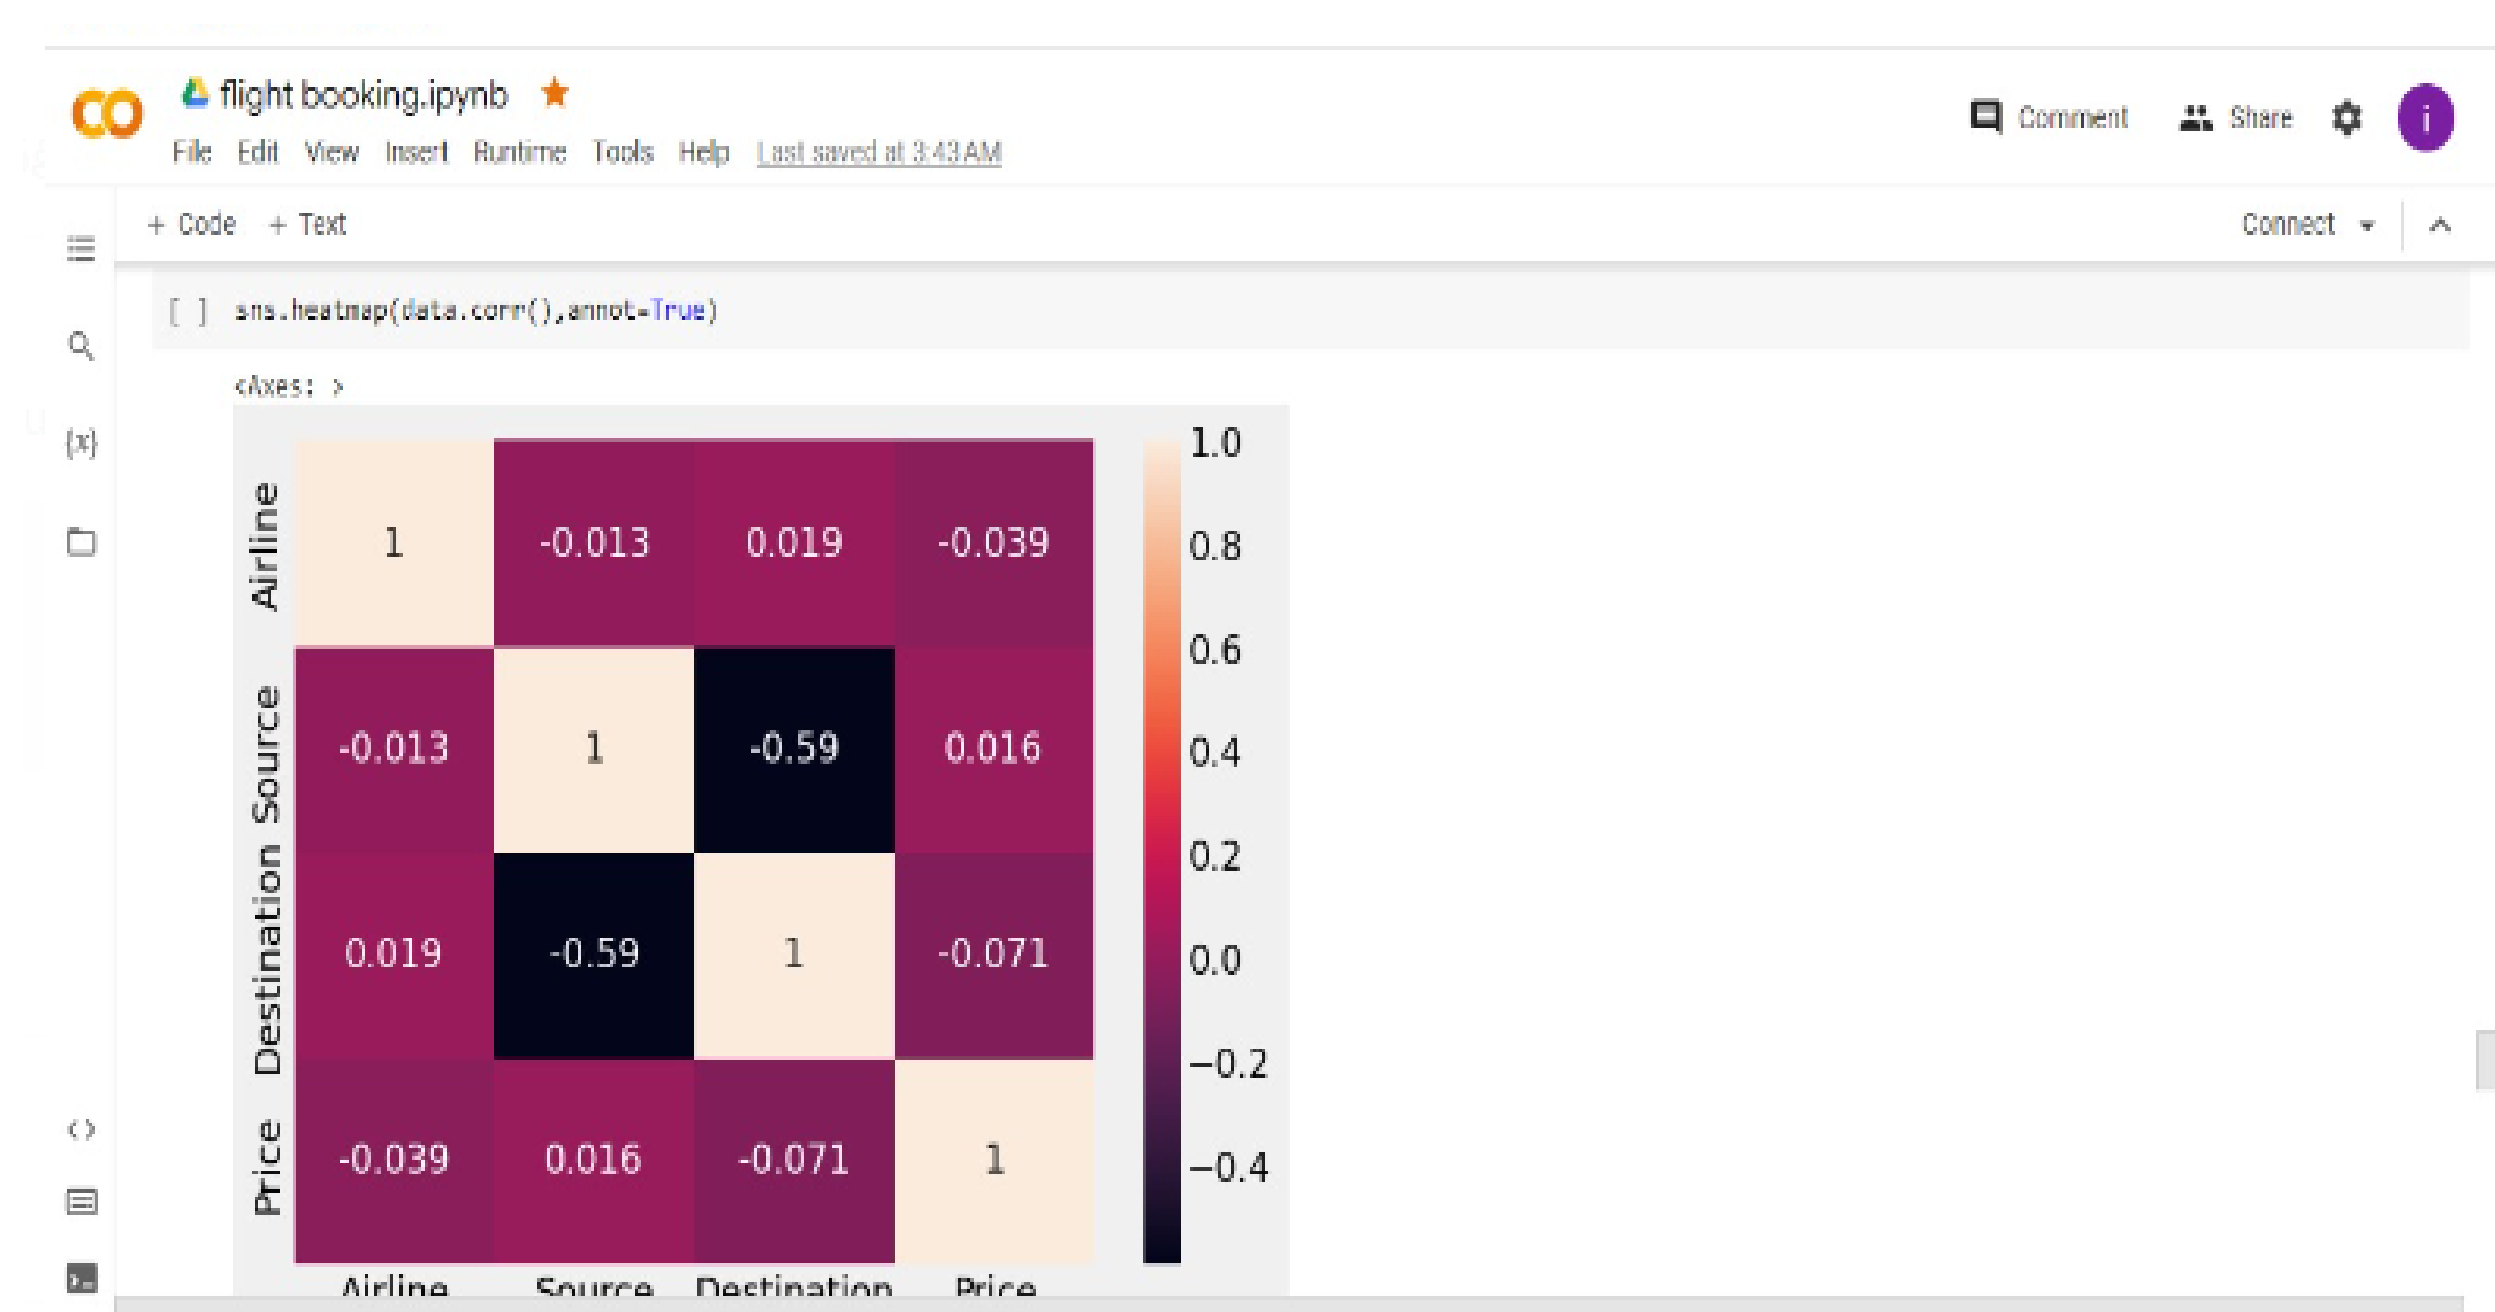 flight booking.ipynb
File Edit View Insert Runtime Tools Help Last saved at 3:43 AM
Comment Share i
+ Code + Text
Connect
[ ] sns.heatmap(data.corr(),annot=True)
<Axes: >
Airline 1 -0.013 0.019 -0.039
Source -0.013 1 -0.59 0.016
Destination 0.019 -0.59 1 -0.071
Price -0.039 0.016 -0.071 1
Airline Source Destination Price
1.0
0.8
0.6
0.4
0.2
0.0
−0.2
−0.4